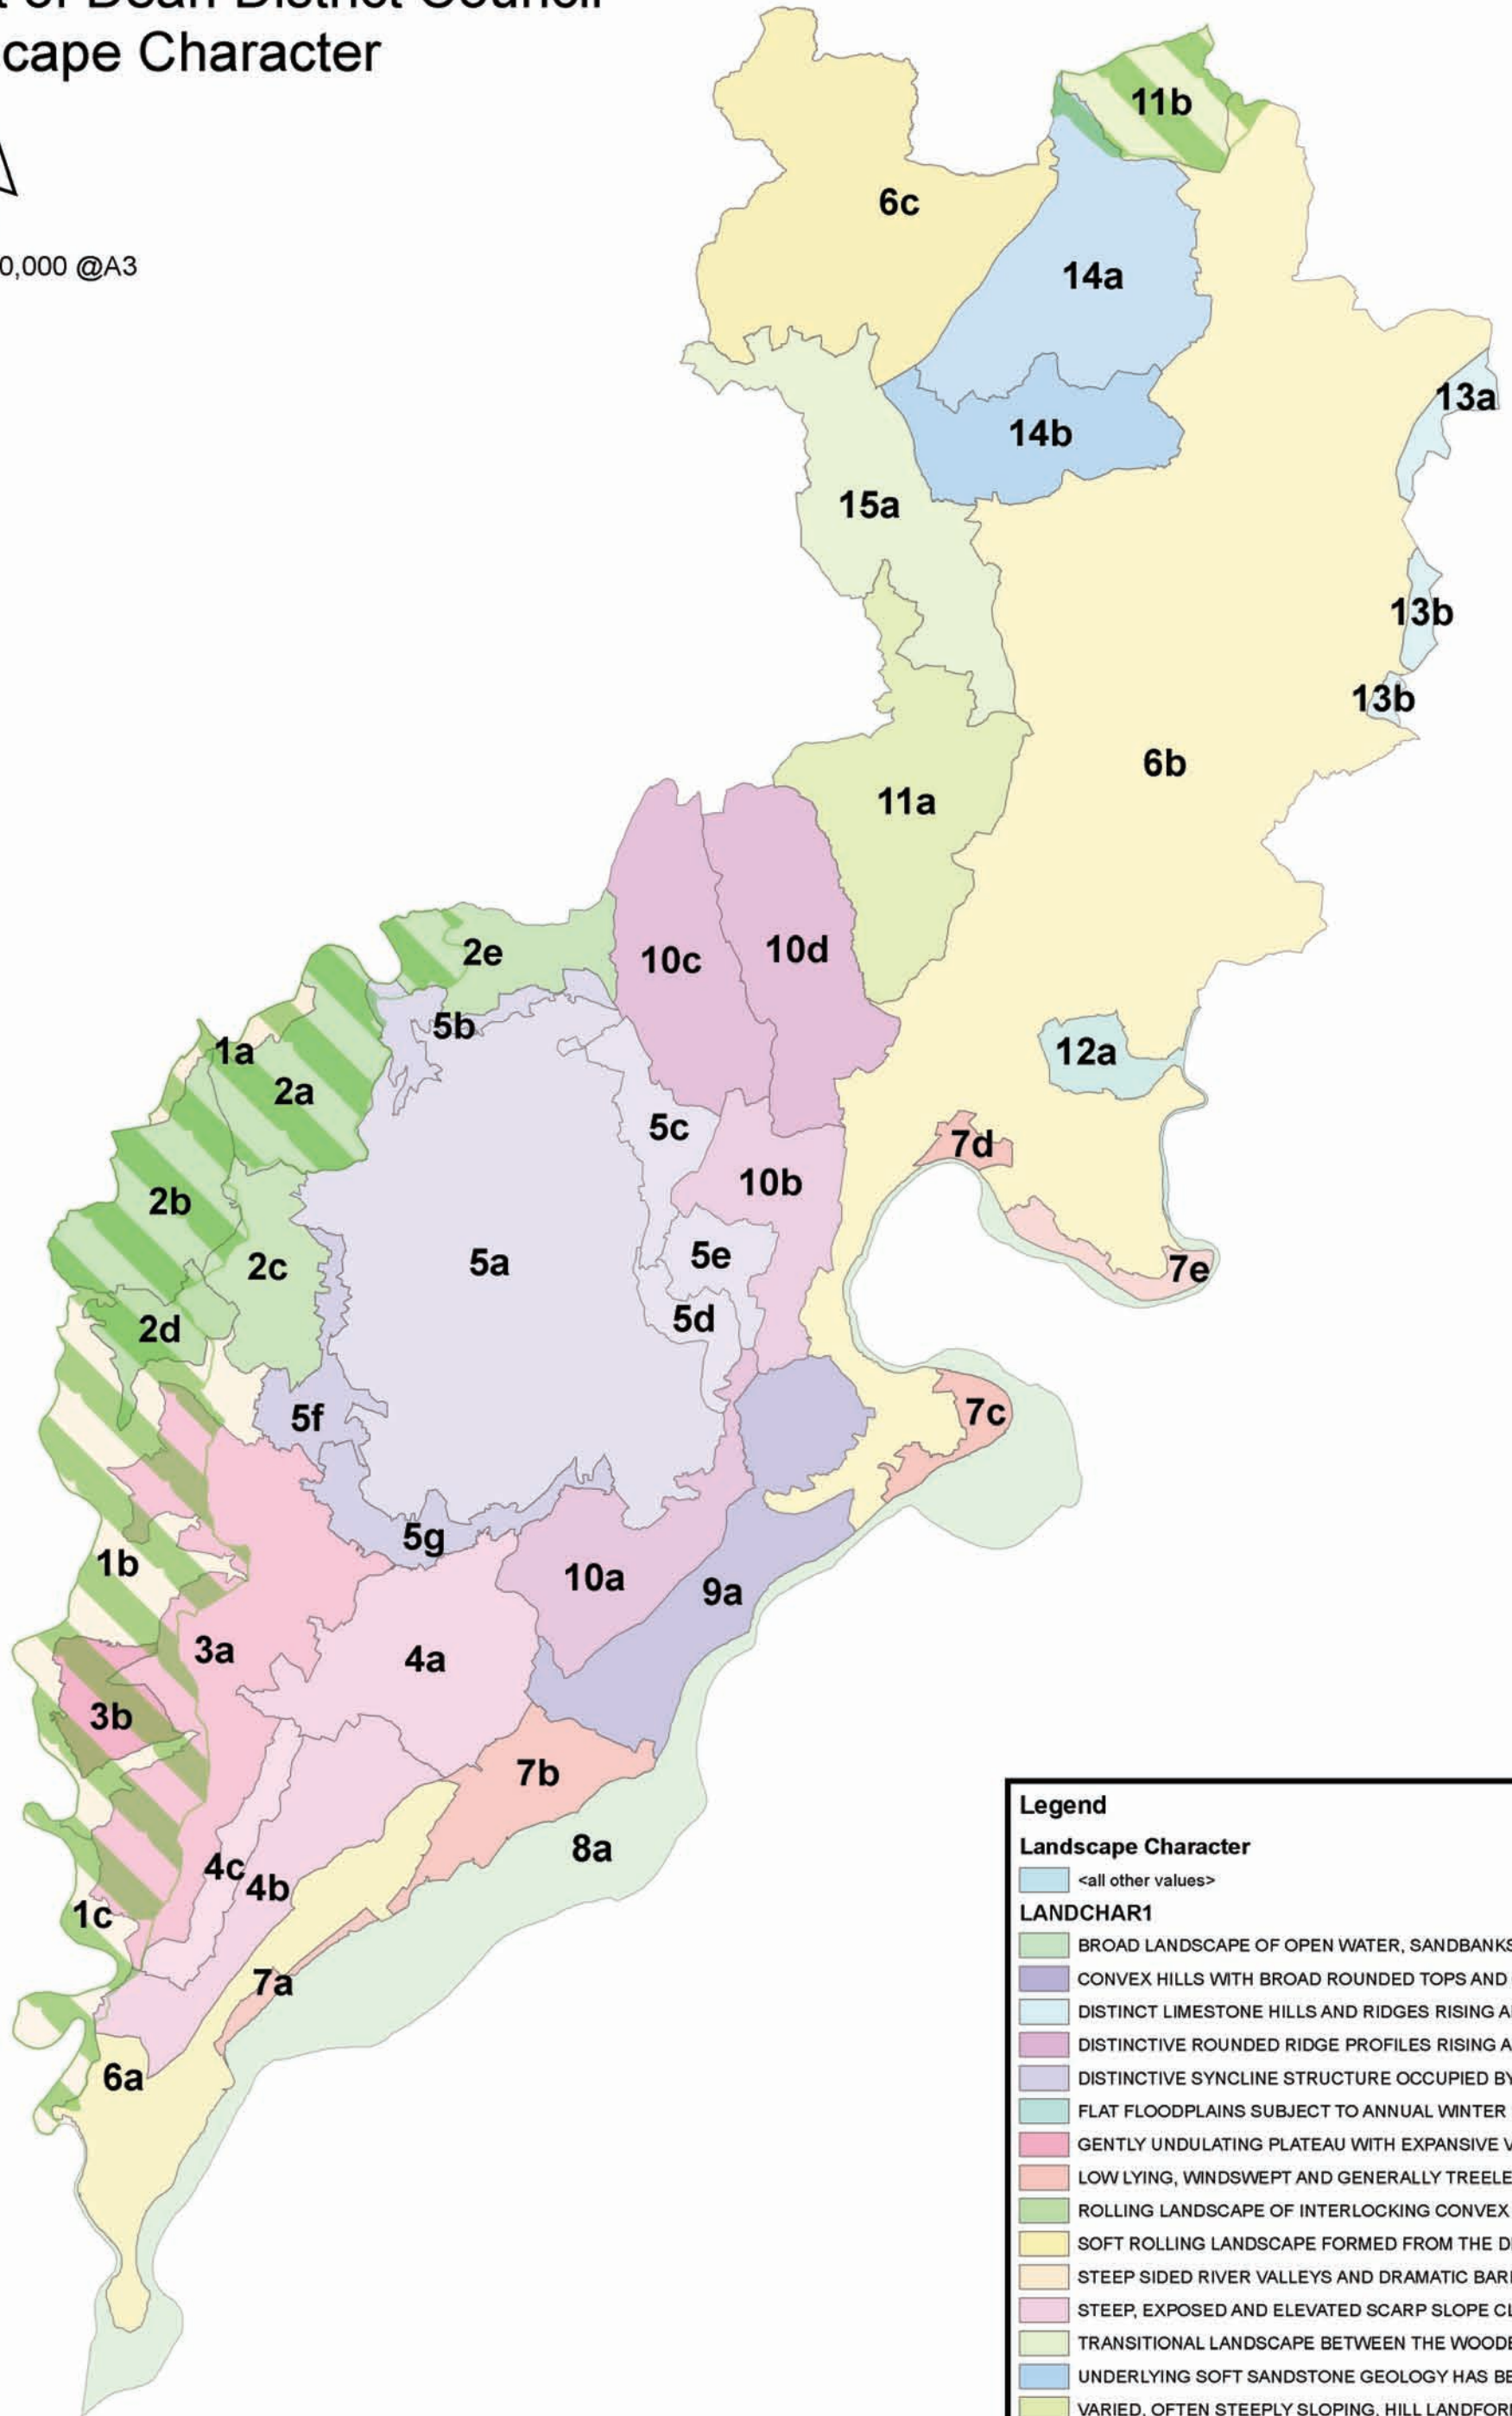 cape Character
0,000 @A3
11b
6c
14a
13a
14b
15a
13b
13b
6b
11a
2e
10c
10d
5b
1a
12a
2a
5c
7d
10b
2b
5e
2c
5a
7e
5d
2d
7c
5f
5g
1b
10a
9a
3a
4a
3b
7b
8a
4c
4b
1c
7a
6a
Legend
Landscape Character
<all other values>
LANDCHAR1
BROAD LANDSCAPE OF OPEN WATER, SANDBANKS
CONVEX HILLS WITH BROAD ROUNDED TOPS AND
DISTINCT LIMESTONE HILLS AND RIDGES RISING A
DISTINCTIVE ROUNDED RIDGE PROFILES RISING A
DISTINCTIVE SYNCLINE STRUCTURE OCCUPIED BY
FLAT FLOODPLAINS SUBJECT TO ANNUAL WINTER
GENTLY UNDULATING PLATEAU WITH EXPANSIVE V
LOW LYING, WINDSWEPT AND GENERALLY TREELE
ROLLING LANDSCAPE OF INTERLOCKING CONVEX
SOFT ROLLING LANDSCAPE FORMED FROM THE D
STEEP SIDED RIVER VALLEYS AND DRAMATIC BAR
STEEP, EXPOSED AND ELEVATED SCARP SLOPE CL
TRANSITIONAL LANDSCAPE BETWEEN THE WOODE
UNDERLYING SOFT SANDSTONE GEOLOGY HAS BE
VARIED, OFTEN STEEPLY SLOPING, HILL LANDFOR